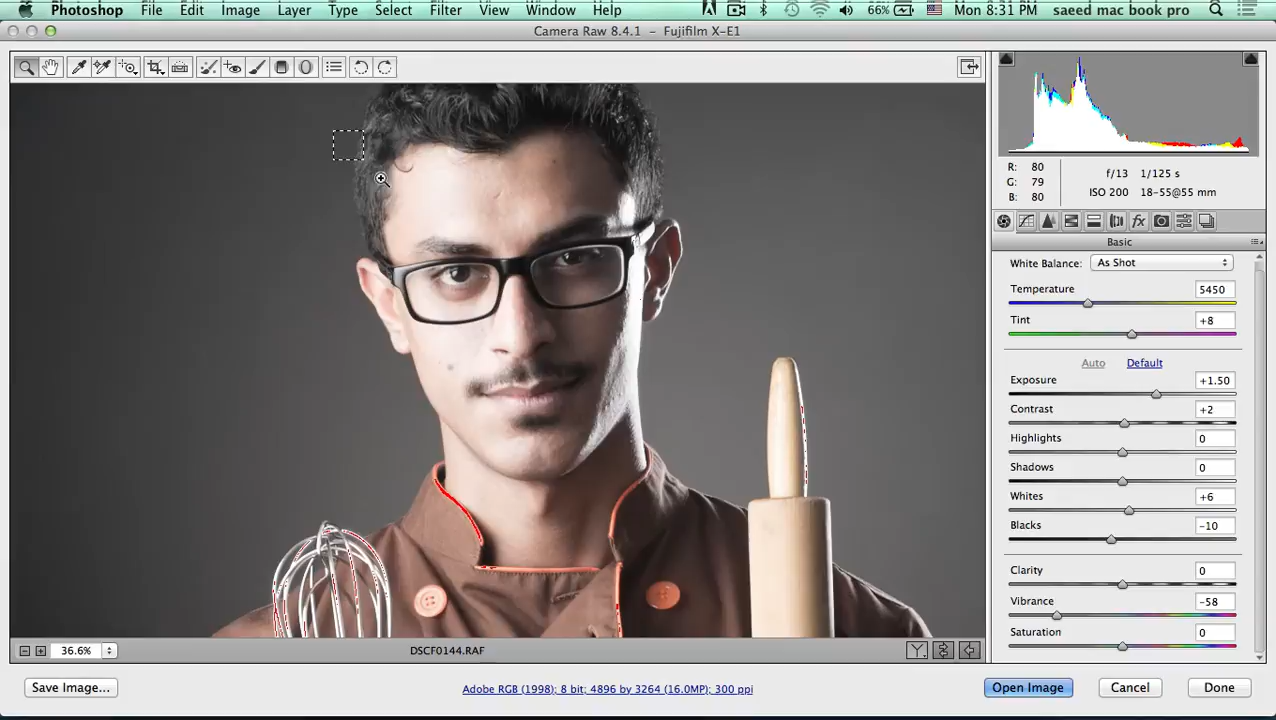 Photoshop File Edit Image Layer Type Select Filter View Window Help 66% Mon 8:31 PM saeed mac book pro
Camera Raw 8.4.1 - Fujifilm X-E1
R: 80 f/13 1/125 s
G: 79
B: 80 ISO 200 18-55@55 mm
fx
Basic
White Balance: As Shot
Temperature 5450
Tint +8
Auto Default
Exposure +1.50
Contrast +2
Highlights 0
Shadows 0
Whites +6
Blacks -10
Clarity 0
Vibrance -58
Saturation 0
36.6% DSCF0144.RAF Y
Save Image... Adobe RGB (1998); 8 bit; 4896 by 3264 (16.0MP); 300 ppi Open Image Cancel Done